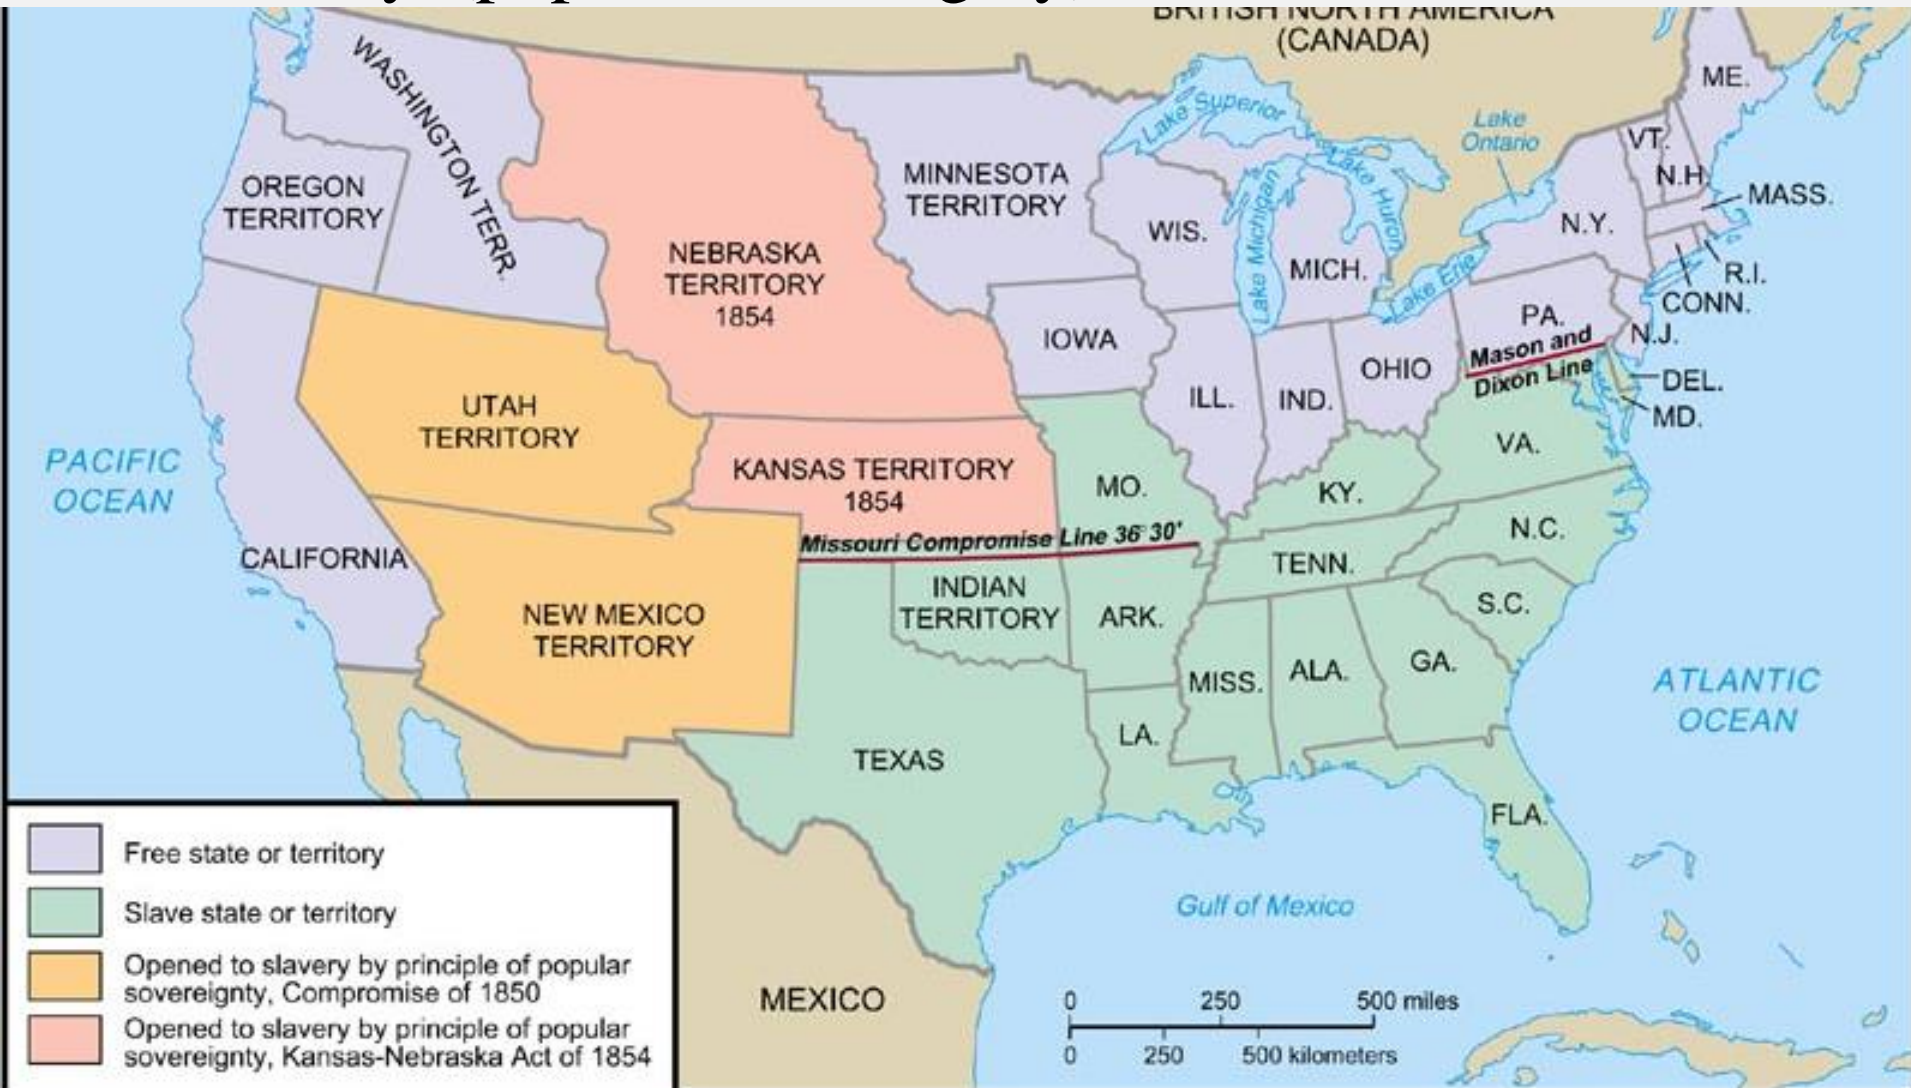 BRITISH NORTH AMERICA
(CANADA)
WASHINGTON TERR.
OREGON
TERRITORY
NEBRASKA
TERRITORY
1854
MINNESOTA
TERRITORY
Lake Superior
Lake Michigan
Lake Huron
Lake
Ontario
Lake Erie
ME.
VT.
N.H.
MASS.
N.Y.
R.I.
CONN.
WIS.
MICH.
IOWA
PA.
N.J.
Mason and
Dixon Line
DEL.
MD.
ILL.
IND.
OHIO
UTAH
TERRITORY
KANSAS TERRITORY
1854
MO.
KY.
VA.
PACIFIC
OCEAN
CALIFORNIA
Missouri Compromise Line 36°30'
N.C.
TENN.
NEW MEXICO
TERRITORY
INDIAN
TERRITORY
ARK.
S.C.
MISS.
ALA.
GA.
ATLANTIC
OCEAN
LA.
TEXAS
FLA.
Gulf of Mexico
MEXICO
Free state or territory
Slave state or territory
Opened to slavery by principle of popular
sovereignty, Compromise of 1850
Opened to slavery by principle of popular
sovereignty, Kansas-Nebraska Act of 1854
0 250 500 miles
0 250 500 kilometers